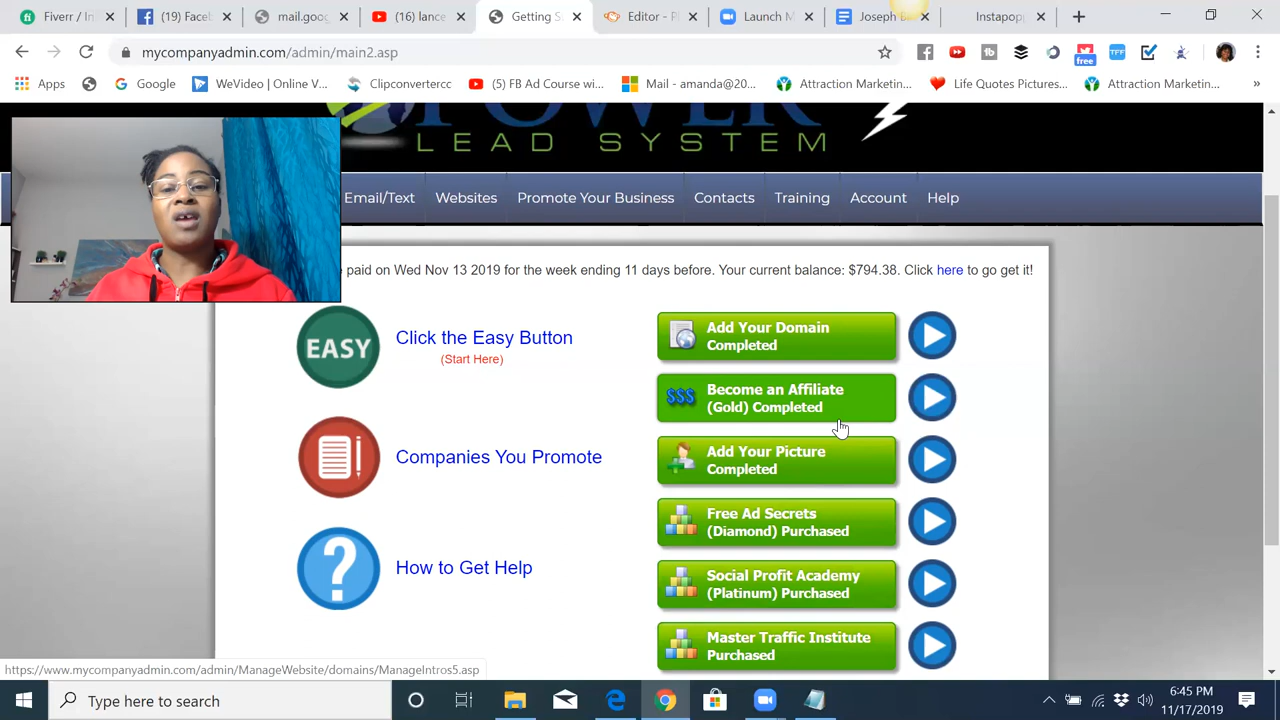 Fiverr / In
(19) Faceb
mail.goog
(16) lance
Getting S
Editor - P
Launch M
Joseph B
Instapop
mycompanyadmin.com/admin/main2.asp
free
TFF
Apps
Google
WeVideo | Online V...
Clipconvertercc
(5) FB Ad Course wi...
Mail - amanda@20...
Attraction Marketin...
Life Quotes Pictures...
Attraction Marketin...
POWER
LEAD SYSTEM
Email/Text
Websites
Promote Your Business
Contacts
Training
Account
Help
paid on Wed Nov 13 2019 for the week ending 11 days before. Your current balance: $794.38. Click here to go get it!
EASY
Click the Easy Button
(Start Here)
Companies You Promote
?
How to Get Help
Add Your Domain
Completed
$$$
Become an Affiliate
(Gold) Completed
Add Your Picture
Completed
Free Ad Secrets
(Diamond) Purchased
Social Profit Academy
(Platinum) Purchased
Master Traffic Institute
Purchased
https://www.mycompanyadmin.com/admin/ManageWebsite/domains/ManageIntros5.asp
Type here to search
6:45 PM
11/17/2019